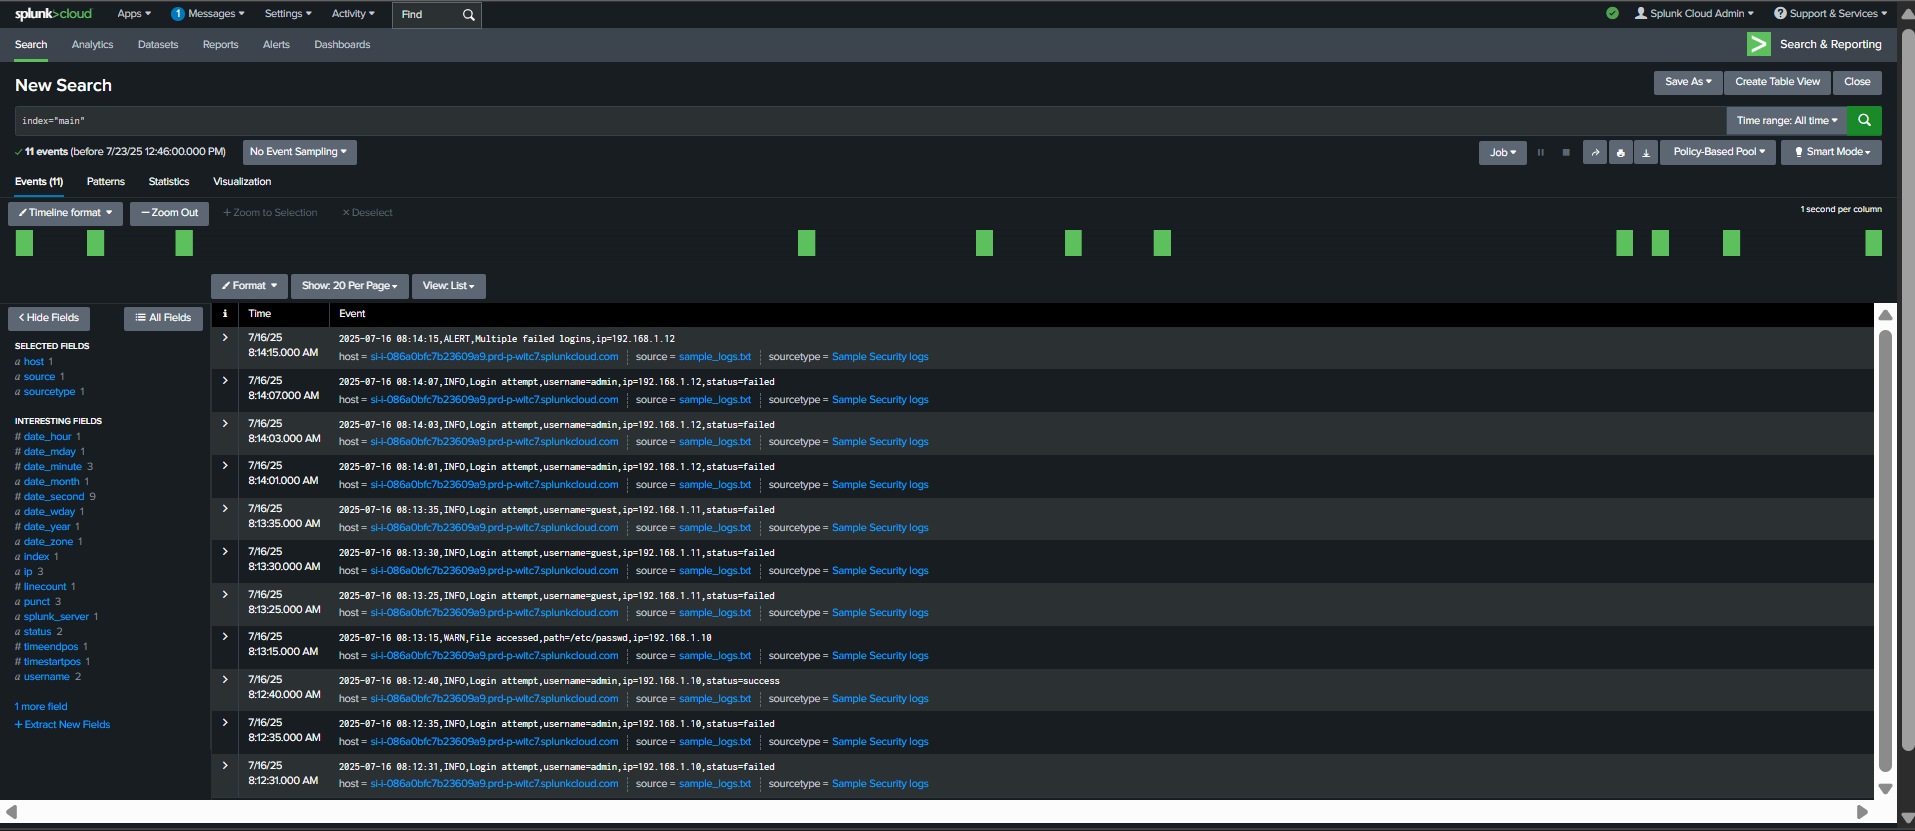 splunk>cloud Apps 1 Messages Settings Activity Find Splunk Cloud Admin Support & Services
Search Analytics Datasets Reports Alerts Dashboards > Search & Reporting
New Search Save As Create Table View Close
index="main" Time range: All time
✓ 11 events (before 7/23/25 12:46:00.000 PM) No Event Sampling Job Policy-Based Pool Smart Mode
Events (11) Patterns Statistics Visualization
Timeline format — Zoom Out + Zoom to Selection × Deselect 1 second per column
Format Show: 20 Per Page View: List
< Hide Fields All Fields
SELECTED FIELDS
a host 1
a source 1
a sourcetype 1
INTERESTING FIELDS
# date_hour 1
# date_mday 1
# date_minute 3
a date_month 1
# date_second 9
a date_wday 1
# date_year 1
a date_zone 1
a index 1
a ip 3
# linecount 1
a punct 3
a splunk_server 1
a status 2
# timeendpos 1
# timestartpos 1
a username 2
1 more field
+ Extract New Fields
i Time Event
7/16/25 8:14:15.000 AM 2025-07-16 08:14:15,ALERT,Multiple failed logins,ip=192.168.1.12
host = si-i-086a0bfc7b23609a9.prd-p-witc7.splunkcloud.com source = sample_logs.txt sourcetype = Sample Security logs
7/16/25 8:14:07.000 AM 2025-07-16 08:14:07,INFO,Login attempt,username=admin,ip=192.168.1.12,status=failed
host = si-i-086a0bfc7b23609a9.prd-p-witc7.splunkcloud.com source = sample_logs.txt sourcetype = Sample Security logs
7/16/25 8:14:03.000 AM 2025-07-16 08:14:03,INFO,Login attempt,username=admin,ip=192.168.1.12,status=failed
host = si-i-086a0bfc7b23609a9.prd-p-witc7.splunkcloud.com source = sample_logs.txt sourcetype = Sample Security logs
7/16/25 8:14:01.000 AM 2025-07-16 08:14:01,INFO,Login attempt,username=admin,ip=192.168.1.12,status=failed
host = si-i-086a0bfc7b23609a9.prd-p-witc7.splunkcloud.com source = sample_logs.txt sourcetype = Sample Security logs
7/16/25 8:13:35.000 AM 2025-07-16 08:13:35,INFO,Login attempt,username=guest,ip=192.168.1.11,status=failed
host = si-i-086a0bfc7b23609a9.prd-p-witc7.splunkcloud.com source = sample_logs.txt sourcetype = Sample Security logs
7/16/25 8:13:30.000 AM 2025-07-16 08:13:30,INFO,Login attempt,username=guest,ip=192.168.1.11,status=failed
host = si-i-086a0bfc7b23609a9.prd-p-witc7.splunkcloud.com source = sample_logs.txt sourcetype = Sample Security logs
7/16/25 8:13:25.000 AM 2025-07-16 08:13:25,INFO,Login attempt,username=guest,ip=192.168.1.11,status=failed
host = si-i-086a0bfc7b23609a9.prd-p-witc7.splunkcloud.com source = sample_logs.txt sourcetype = Sample Security logs
7/16/25 8:13:15.000 AM 2025-07-16 08:13:15,WARN,File accessed,path=/etc/passwd,ip=192.168.1.10
host = si-i-086a0bfc7b23609a9.prd-p-witc7.splunkcloud.com source = sample_logs.txt sourcetype = Sample Security logs
7/16/25 8:12:40.000 AM 2025-07-16 08:12:40,INFO,Login attempt,username=admin,ip=192.168.1.10,status=success
host = si-i-086a0bfc7b23609a9.prd-p-witc7.splunkcloud.com source = sample_logs.txt sourcetype = Sample Security logs
7/16/25 8:12:35.000 AM 2025-07-16 08:12:35,INFO,Login attempt,username=admin,ip=192.168.1.10,status=failed
host = si-i-086a0bfc7b23609a9.prd-p-witc7.splunkcloud.com source = sample_logs.txt sourcetype = Sample Security logs
7/16/25 8:12:31.000 AM 2025-07-16 08:12:31,INFO,Login attempt,username=admin,ip=192.168.1.10,status=failed
host = si-i-086a0bfc7b23609a9.prd-p-witc7.splunkcloud.com source = sample_logs.txt sourcetype = Sample Security logs